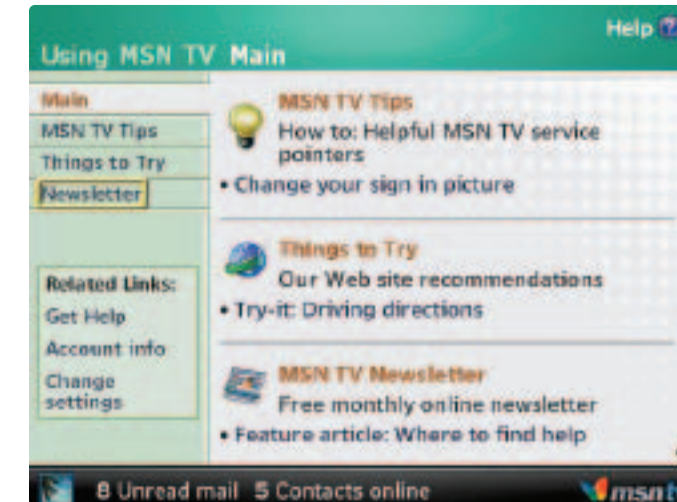 Help ?
Using MSN TV Main
Main
MSN TV Tips
Things to Try
Newsletter
Related Links:
Get Help
Account info
Change
settings
MSN TV Tips
How to: Helpful MSN TV service
pointers
• Change your sign in picture
Things to Try
Our Web site recommendations
• Try-it: Driving directions
MSN TV Newsletter
Free monthly online newsletter
• Feature article: Where to find help
8 Unread mail 5 Contacts online
msn t